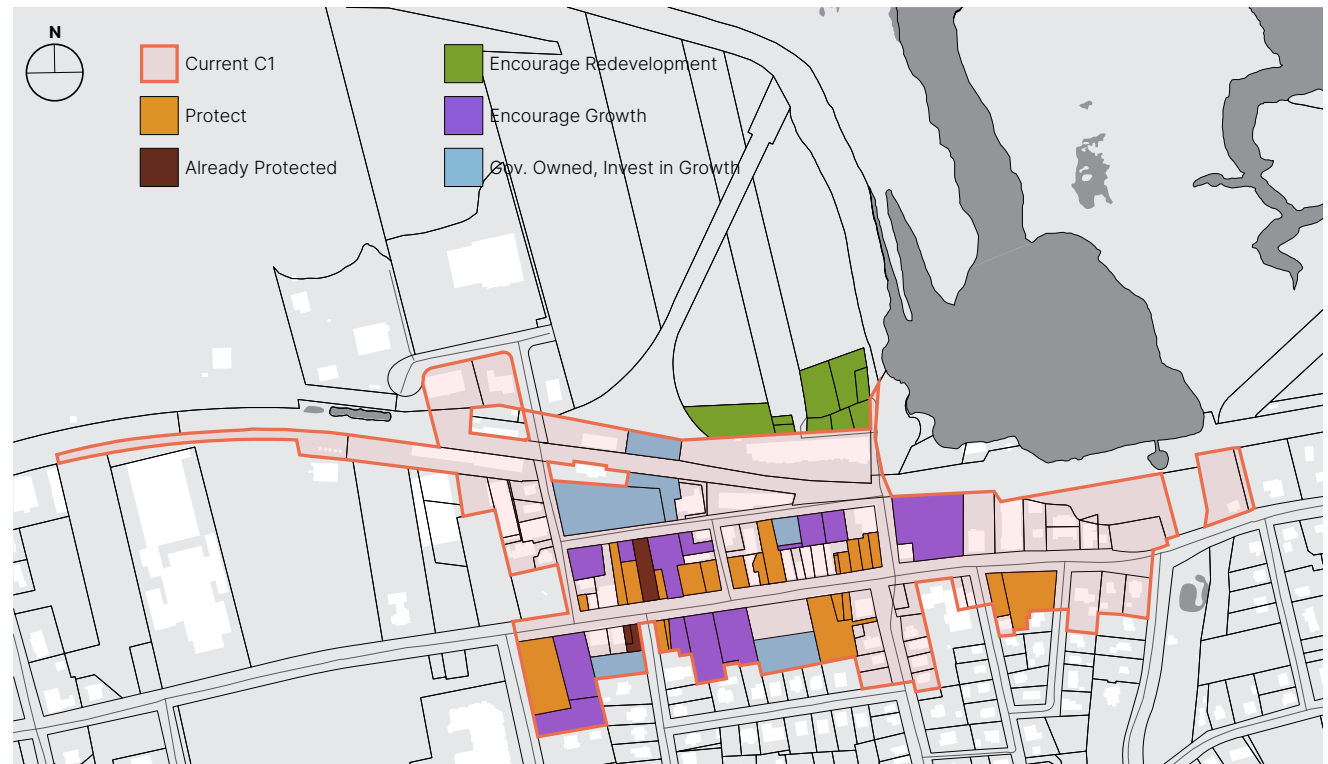 N
Current C1
Protect
Already Protected
Encourage Redevelopment
Encourage Growth
Gov. Owned, Invest in Growth